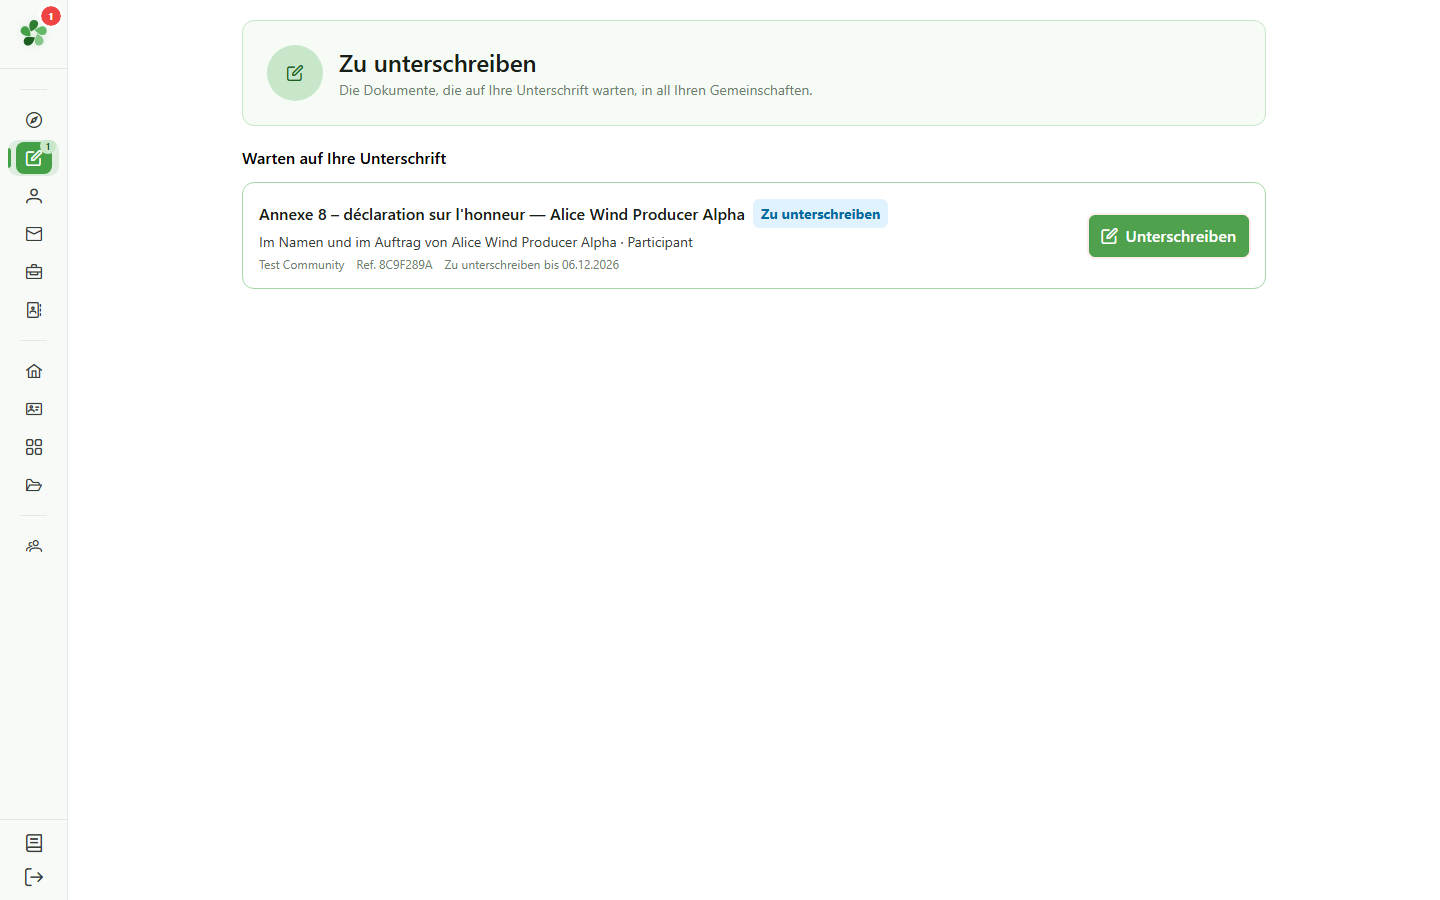 1
1
Zu unterschreiben
Die Dokumente, die auf Ihre Unterschrift warten, in all Ihren Gemeinschaften.
Warten auf Ihre Unterschrift
Annexe 8 – déclaration sur l'honneur — Alice Wind Producer Alpha Zu unterschreiben
Im Namen und im Auftrag von Alice Wind Producer Alpha · Participant
Test Community Ref. 8C9F289A Zu unterschreiben bis 06.12.2026
Unterschreiben